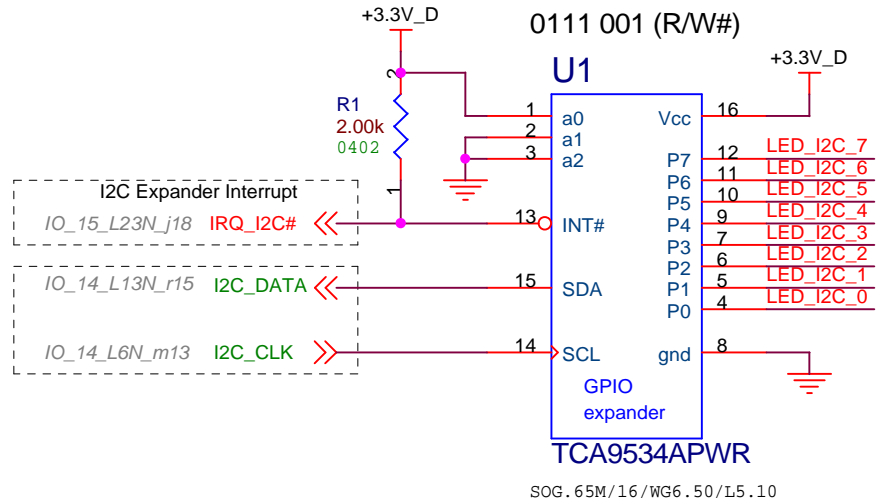 +3.3V_D
0111 001 (R/W#)
U1
+3.3V_D
2
R1
2.00k
0402
1
1
a0
2
a1
3
a2
Vcc
16
P7
12
LED_I2C_7
P6
11
LED_I2C_6
P5
10
LED_I2C_5
P4
9
LED_I2C_4
P3
7
LED_I2C_3
P2
6
LED_I2C_2
P1
5
LED_I2C_1
P0
4
LED_I2C_0
I2C Expander Interrupt
IO_15_L23N_j18
IRQ_I2C#
13
INT#
IO_14_L13N_r15
I2C_DATA
15
SDA
IO_14_L6N_m13
I2C_CLK
14
SCL
gnd
8
GPIO
expander
TCA9534APWR
SOG.65M/16/WG6.50/L5.10